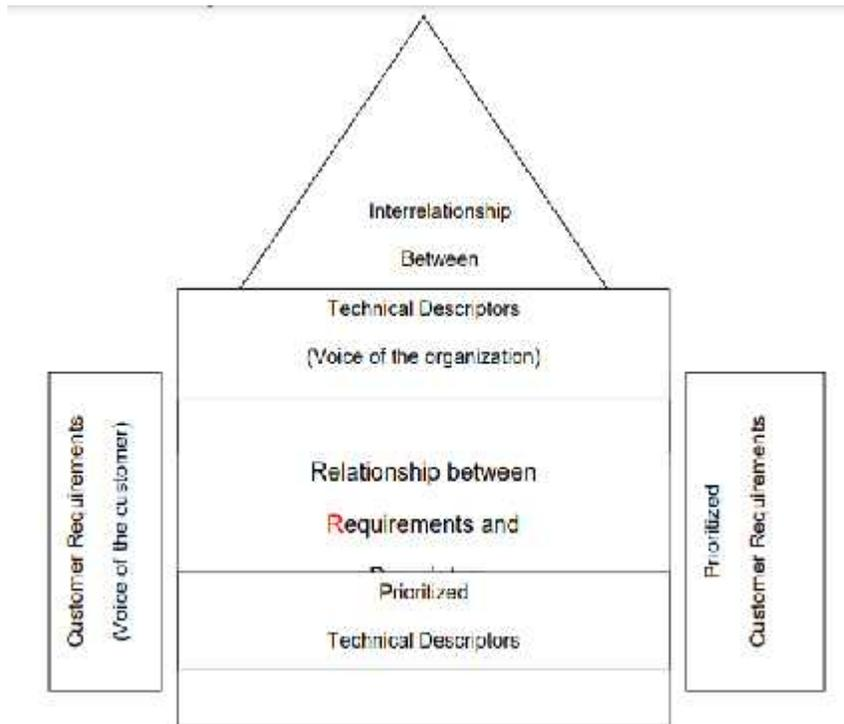 Interrelationship
Between
Technical Descriptors
(Voice of the organization)
Customer Requirements
(Voice of the customer)
Relationship between
Requirements and
Prioritized
Technical Descriptors
Prioritized
Customer Requirements